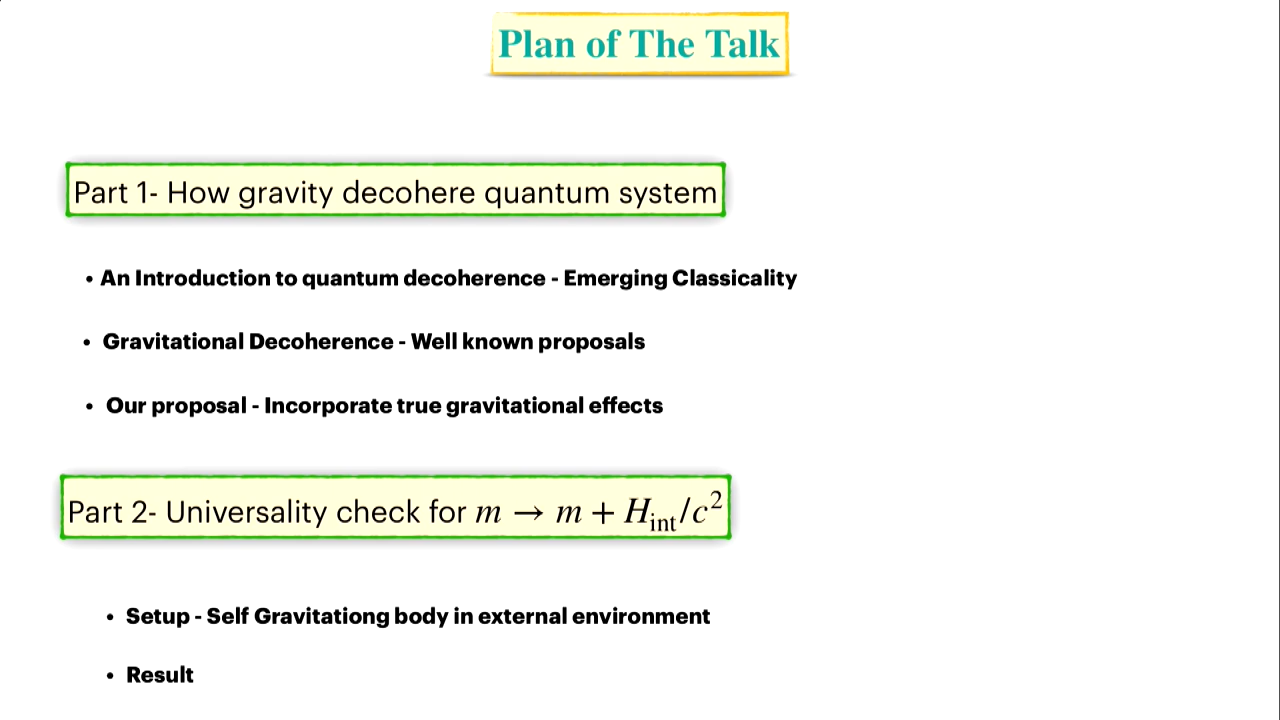 Plan of The Talk
Part 1- How gravity decohere quantum system
• An Introduction to quantum decoherence - Emerging Classicality
• Gravitational Decoherence - Well known proposals
• Our proposal - Incorporate true gravitational effects
Part 2- Universality check for m → m + H_int/c²
• Setup - Self Gravitationg body in external environment
• Result